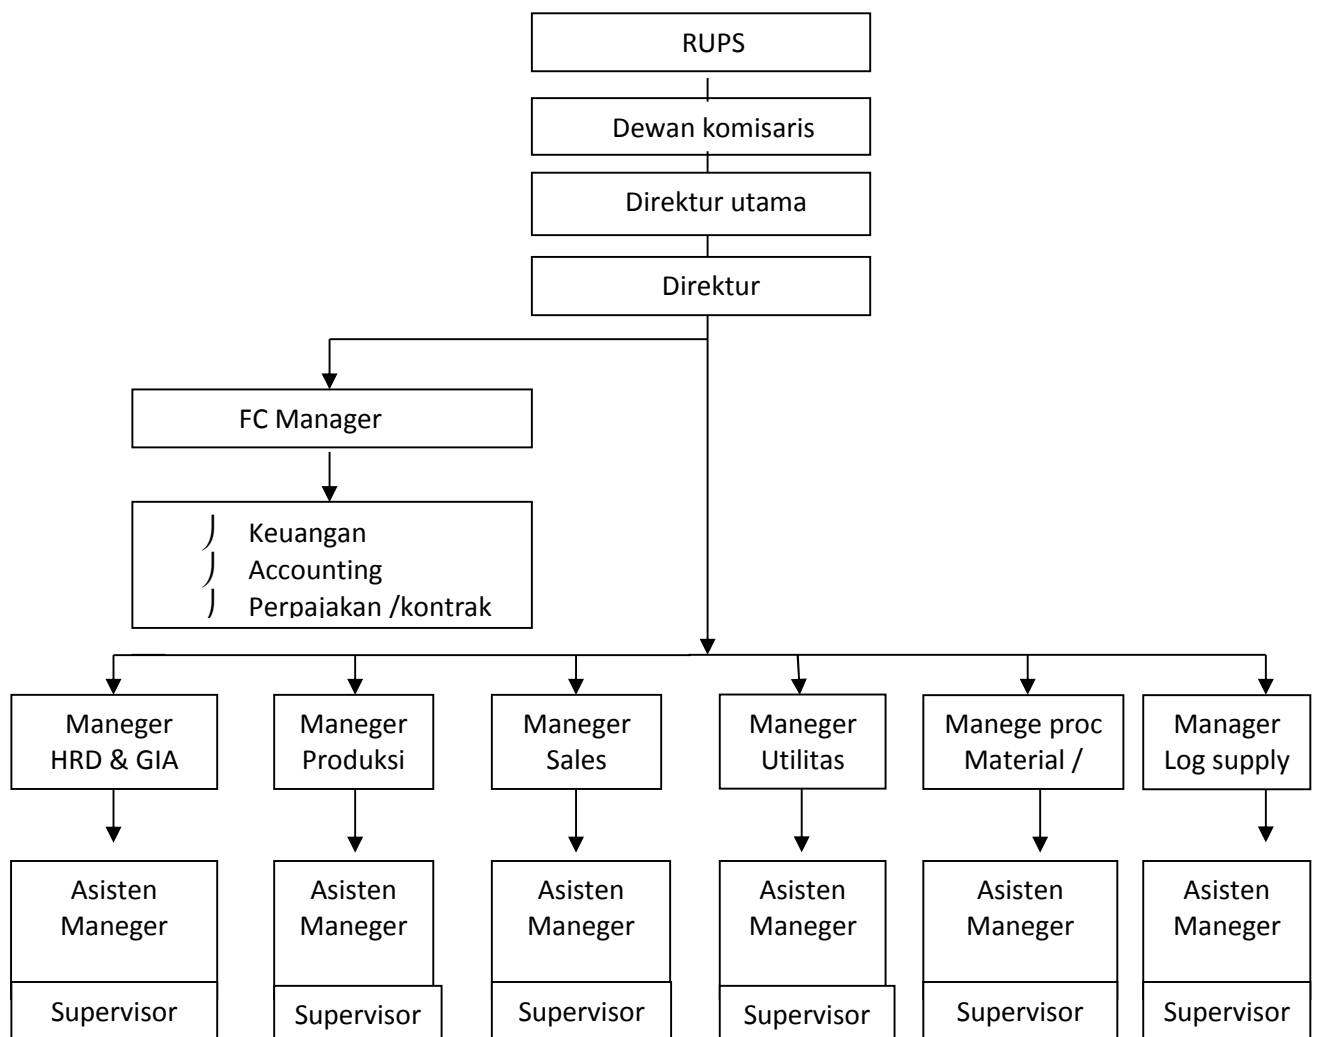 RUPS
Dewan komisaris
Direktur utama
Direktur
FC Manager
Keuangan
Accounting
Perpajakan /kontrak
Maneger
HRD & GIA
Maneger
Produksi
Maneger
Sales
Maneger
Utilitas
Manege proc
Material /
Manager
Log supply
Asisten
Maneger
Asisten
Maneger
Asisten
Maneger
Asisten
Maneger
Asisten
Maneger
Asisten
Maneger
Supervisor
Supervisor
Supervisor
Supervisor
Supervisor
Supervisor